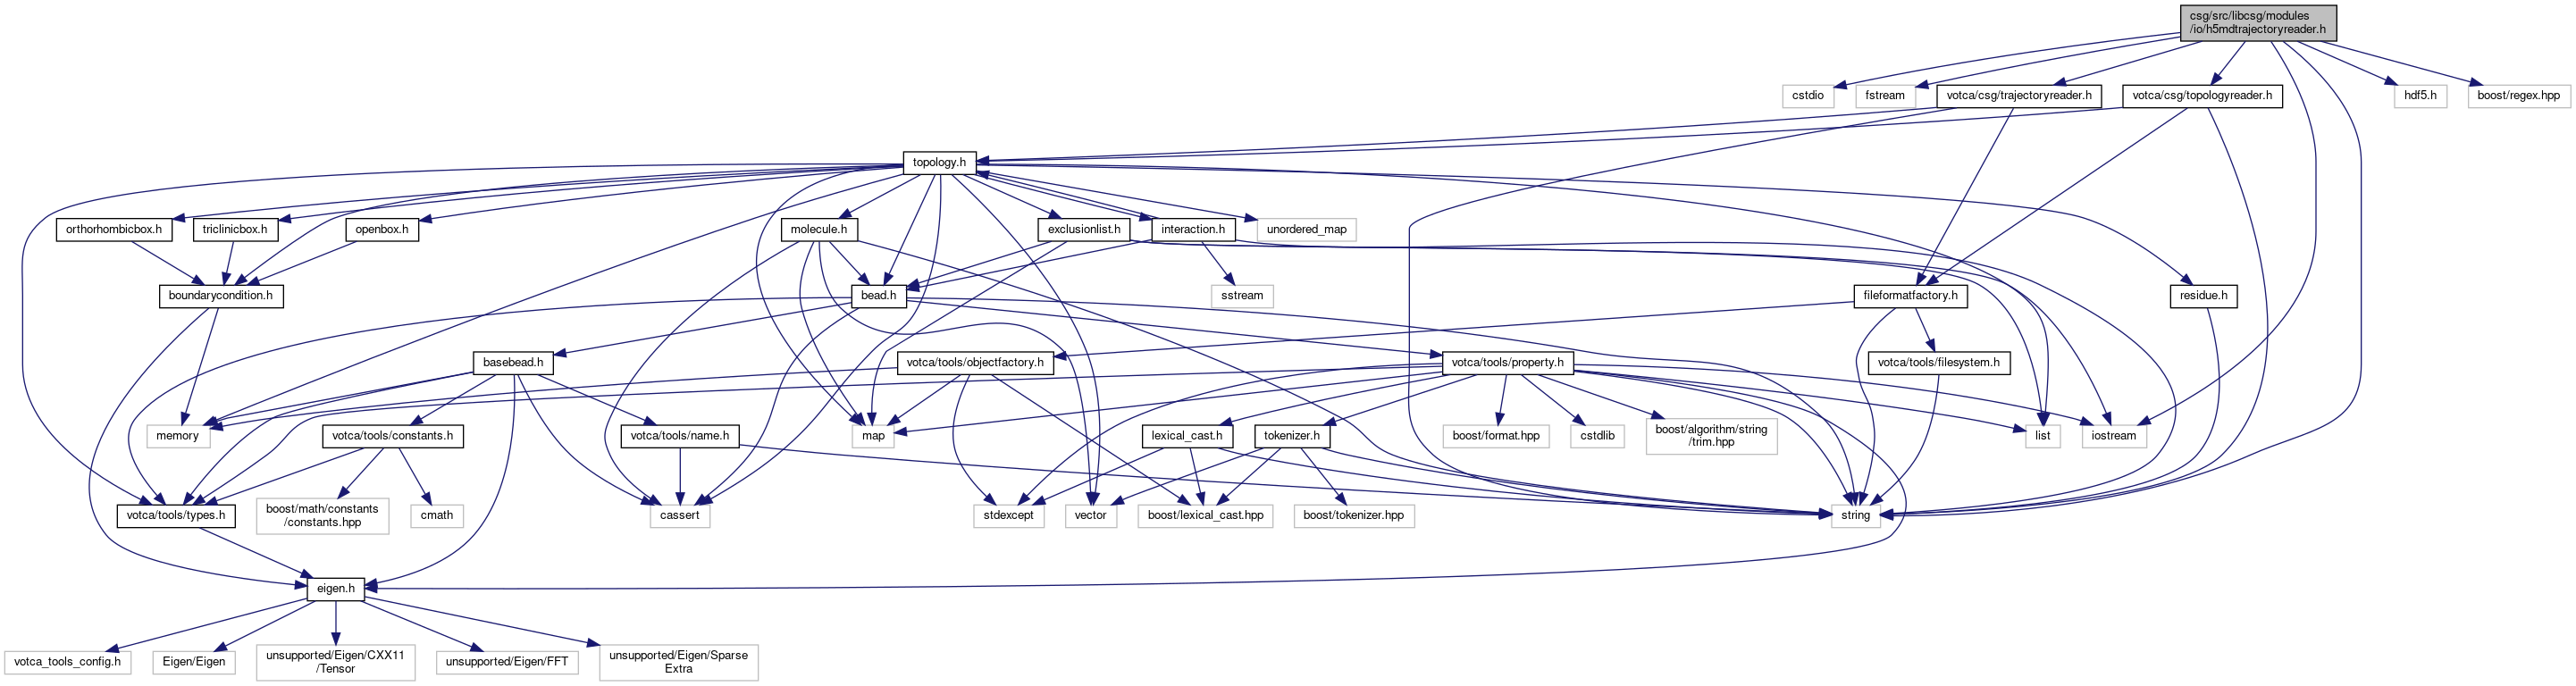 csg/src/libcsg/modules
/io/h5mdtrajectoryreader.h
cstdio
fstream
votca/csg/trajectoryreader.h
votca/csg/topologyreader.h
hdf5.h
boost/regex.hpp
topology.h
orthorhombicbox.h
triclinicbox.h
openbox.h
molecule.h
exclusionlist.h
interaction.h
unordered_map
boundarycondition.h
bead.h
sstream
fileformatfactory.h
residue.h
basebead.h
votca/tools/objectfactory.h
votca/tools/property.h
votca/tools/filesystem.h
memory
votca/tools/constants.h
votca/tools/name.h
map
lexical_cast.h
tokenizer.h
boost/format.hpp
cstdlib
boost/algorithm/string
/trim.hpp
list
iostream
votca/tools/types.h
boost/math/constants
/constants.hpp
cmath
cassert
stdexcept
vector
boost/lexical_cast.hpp
boost/tokenizer.hpp
string
eigen.h
votca_tools_config.h
Eigen/Eigen
unsupported/Eigen/CXX11
/Tensor
unsupported/Eigen/FFT
unsupported/Eigen/Sparse
Extra